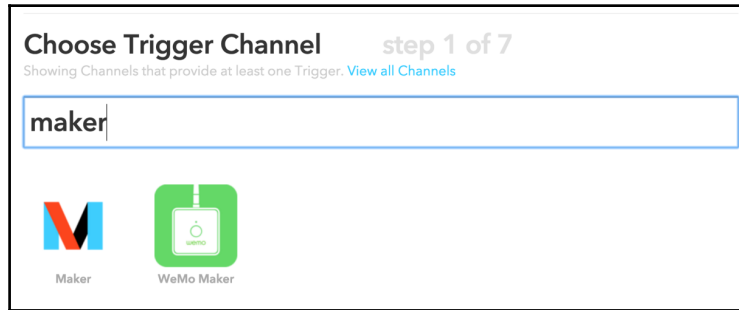 Choose Trigger Channel step 1 of 7
Showing Channels that provide at least one Trigger. View all Channels
maker
wemo
Maker WeMo Maker